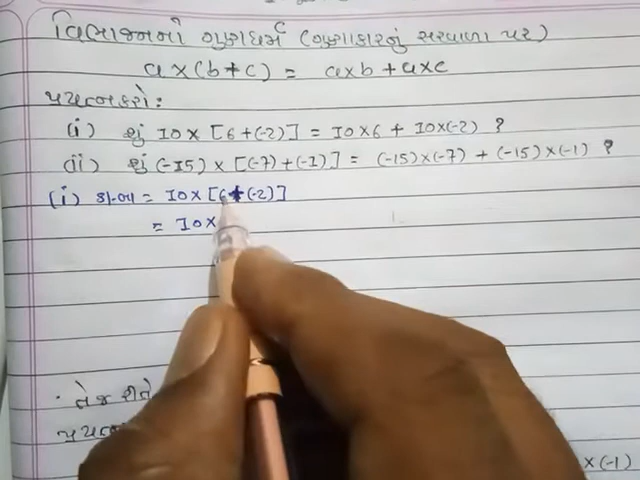 વિભાજનનો ગુણધર્મ (ગુણાકારનું સરવાળા પર)
a×(b+c) = a×b + a×c
પ્રયત્ન કરો:
(i) શું 10×[6+(-2)] = 10×6 + 10×(-2) ?
(ii) શું (-15)×[(-7)+(-1)] = (-15)×(-7) + (-15)×(-1) ?
(i) ડા.બા = 10×[6+(-2)]
= 10×
· તેજ રીતે
×(-1)